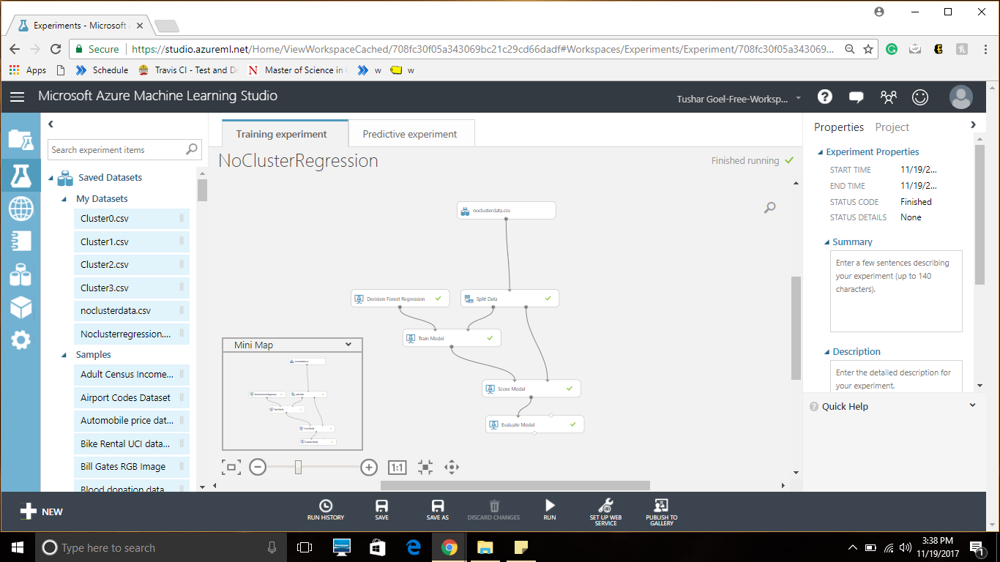 Experiments - Microsoft
Secure
https://studio.azureml.net/Home/ViewWorkspaceCached/708fc30f05a343069bc21c29cd66dadf#Workspaces/Experiments/Experiment/708fc30f05a343069...
Apps
Schedule
Travis CI - Test and De
Master of Science in
w
w
Microsoft Azure Machine Learning Studio
Tushar Goel-Free-Worksp...
Search experiment items
Saved Datasets
My Datasets
Cluster0.csv
Cluster1.csv
Cluster2.csv
Cluster3.csv
noclusterdata.csv
Noclusterregression....
Samples
Adult Census Income...
Airport Codes Dataset
Automobile price dat...
Bike Rental UCI data...
Bill Gates RGB Image
Blood donation data
Training experiment
Predictive experiment
NoClusterRegression
Finished running
noclusterdata.csv
Decision Forest Regression
Split Data
Train Model
Score Model
Evaluate Model
Mini Map
1:1
Properties
Project
Experiment Properties
START TIME 11/19/2...
END TIME 11/19/2...
STATUS CODE Finished
STATUS DETAILS None
Summary
Enter a few sentences describing
your experiment (up to 140
characters).
Description
Enter the detailed description for
your experiment.
Quick Help
NEW
RUN HISTORY
SAVE
SAVE AS
DISCARD CHANGES
RUN
SET UP WEB
SERVICE
PUBLISH TO
GALLERY
Type here to search
3:38 PM
11/19/2017
1